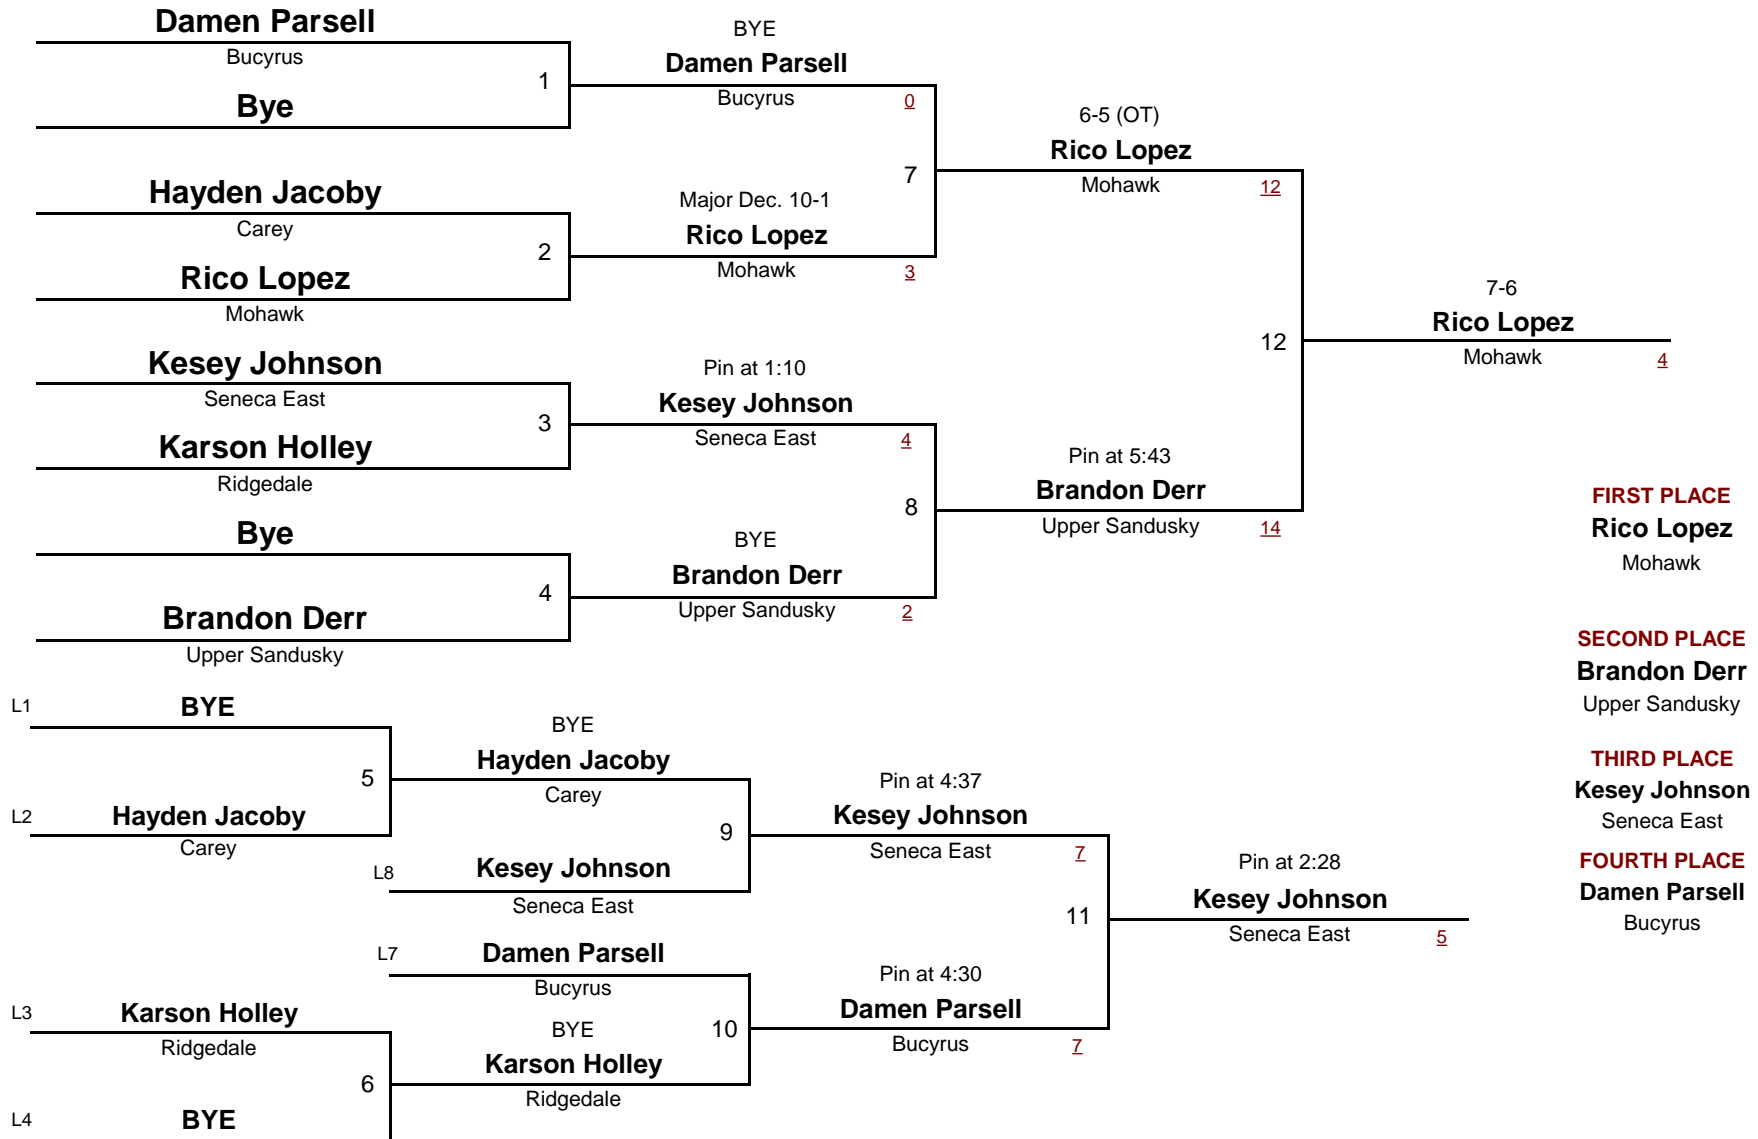 Damen Parsell
Bucyrus
1
Bye
BYE
Damen Parsell
Bucyrus
0
Hayden Jacoby
Carey
2
Rico Lopez
Mohawk
Major Dec. 10-1
Rico Lopez
Mohawk
3
7
6-5 (OT)
Rico Lopez
Mohawk
12
Kesey Johnson
Seneca East
3
Karson Holley
Ridgedale
Pin at 1:10
Kesey Johnson
Seneca East
4
Bye
4
Brandon Derr
Upper Sandusky
BYE
Brandon Derr
Upper Sandusky
2
8
Pin at 5:43
Brandon Derr
Upper Sandusky
14
12
7-6
Rico Lopez
Mohawk
4
FIRST PLACE
Rico Lopez
Mohawk
SECOND PLACE
Brandon Derr
Upper Sandusky
THIRD PLACE
Kesey Johnson
Seneca East
FOURTH PLACE
Damen Parsell
Bucyrus
L1
BYE
5
L2
Hayden Jacoby
Carey
BYE
Hayden Jacoby
Carey
9
L8
Kesey Johnson
Seneca East
Pin at 4:37
Kesey Johnson
Seneca East
7
L7
Damen Parsell
Bucyrus
L3
Karson Holley
Ridgedale
6
L4
BYE
BYE
Karson Holley
Ridgedale
10
Pin at 4:30
Damen Parsell
Bucyrus
7
11
Pin at 2:28
Kesey Johnson
Seneca East
5